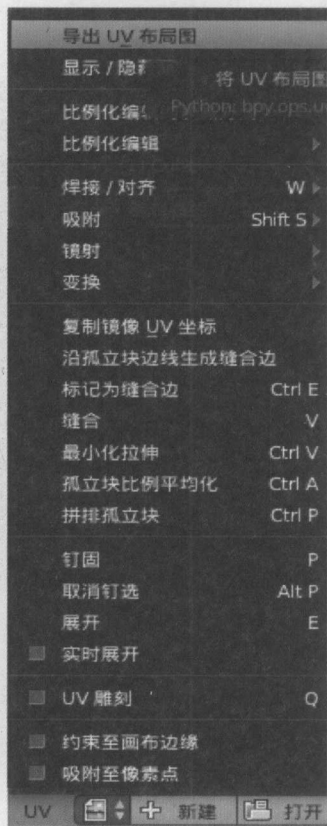 导出 UV 布局图
显示 / 隐
将 UV 布局图
比例化编
Python: bpy.ops.u
比例化编辑
焊接 / 对齐 W
吸附 Shift S
镜射
变换
复制镜像 UV 坐标
沿孤立块边线生成缝合边
标记为缝合边 Ctrl E
缝合 V
最小化拉伸 Ctrl V
孤立块比例平均化 Ctrl A
拼排孤立块 Ctrl P
钉固 P
取消钉选 Alt P
展开 E
实时展开
UV 雕刻 Q
约束至画布边缘
吸附至像素点
UV 新建 打开